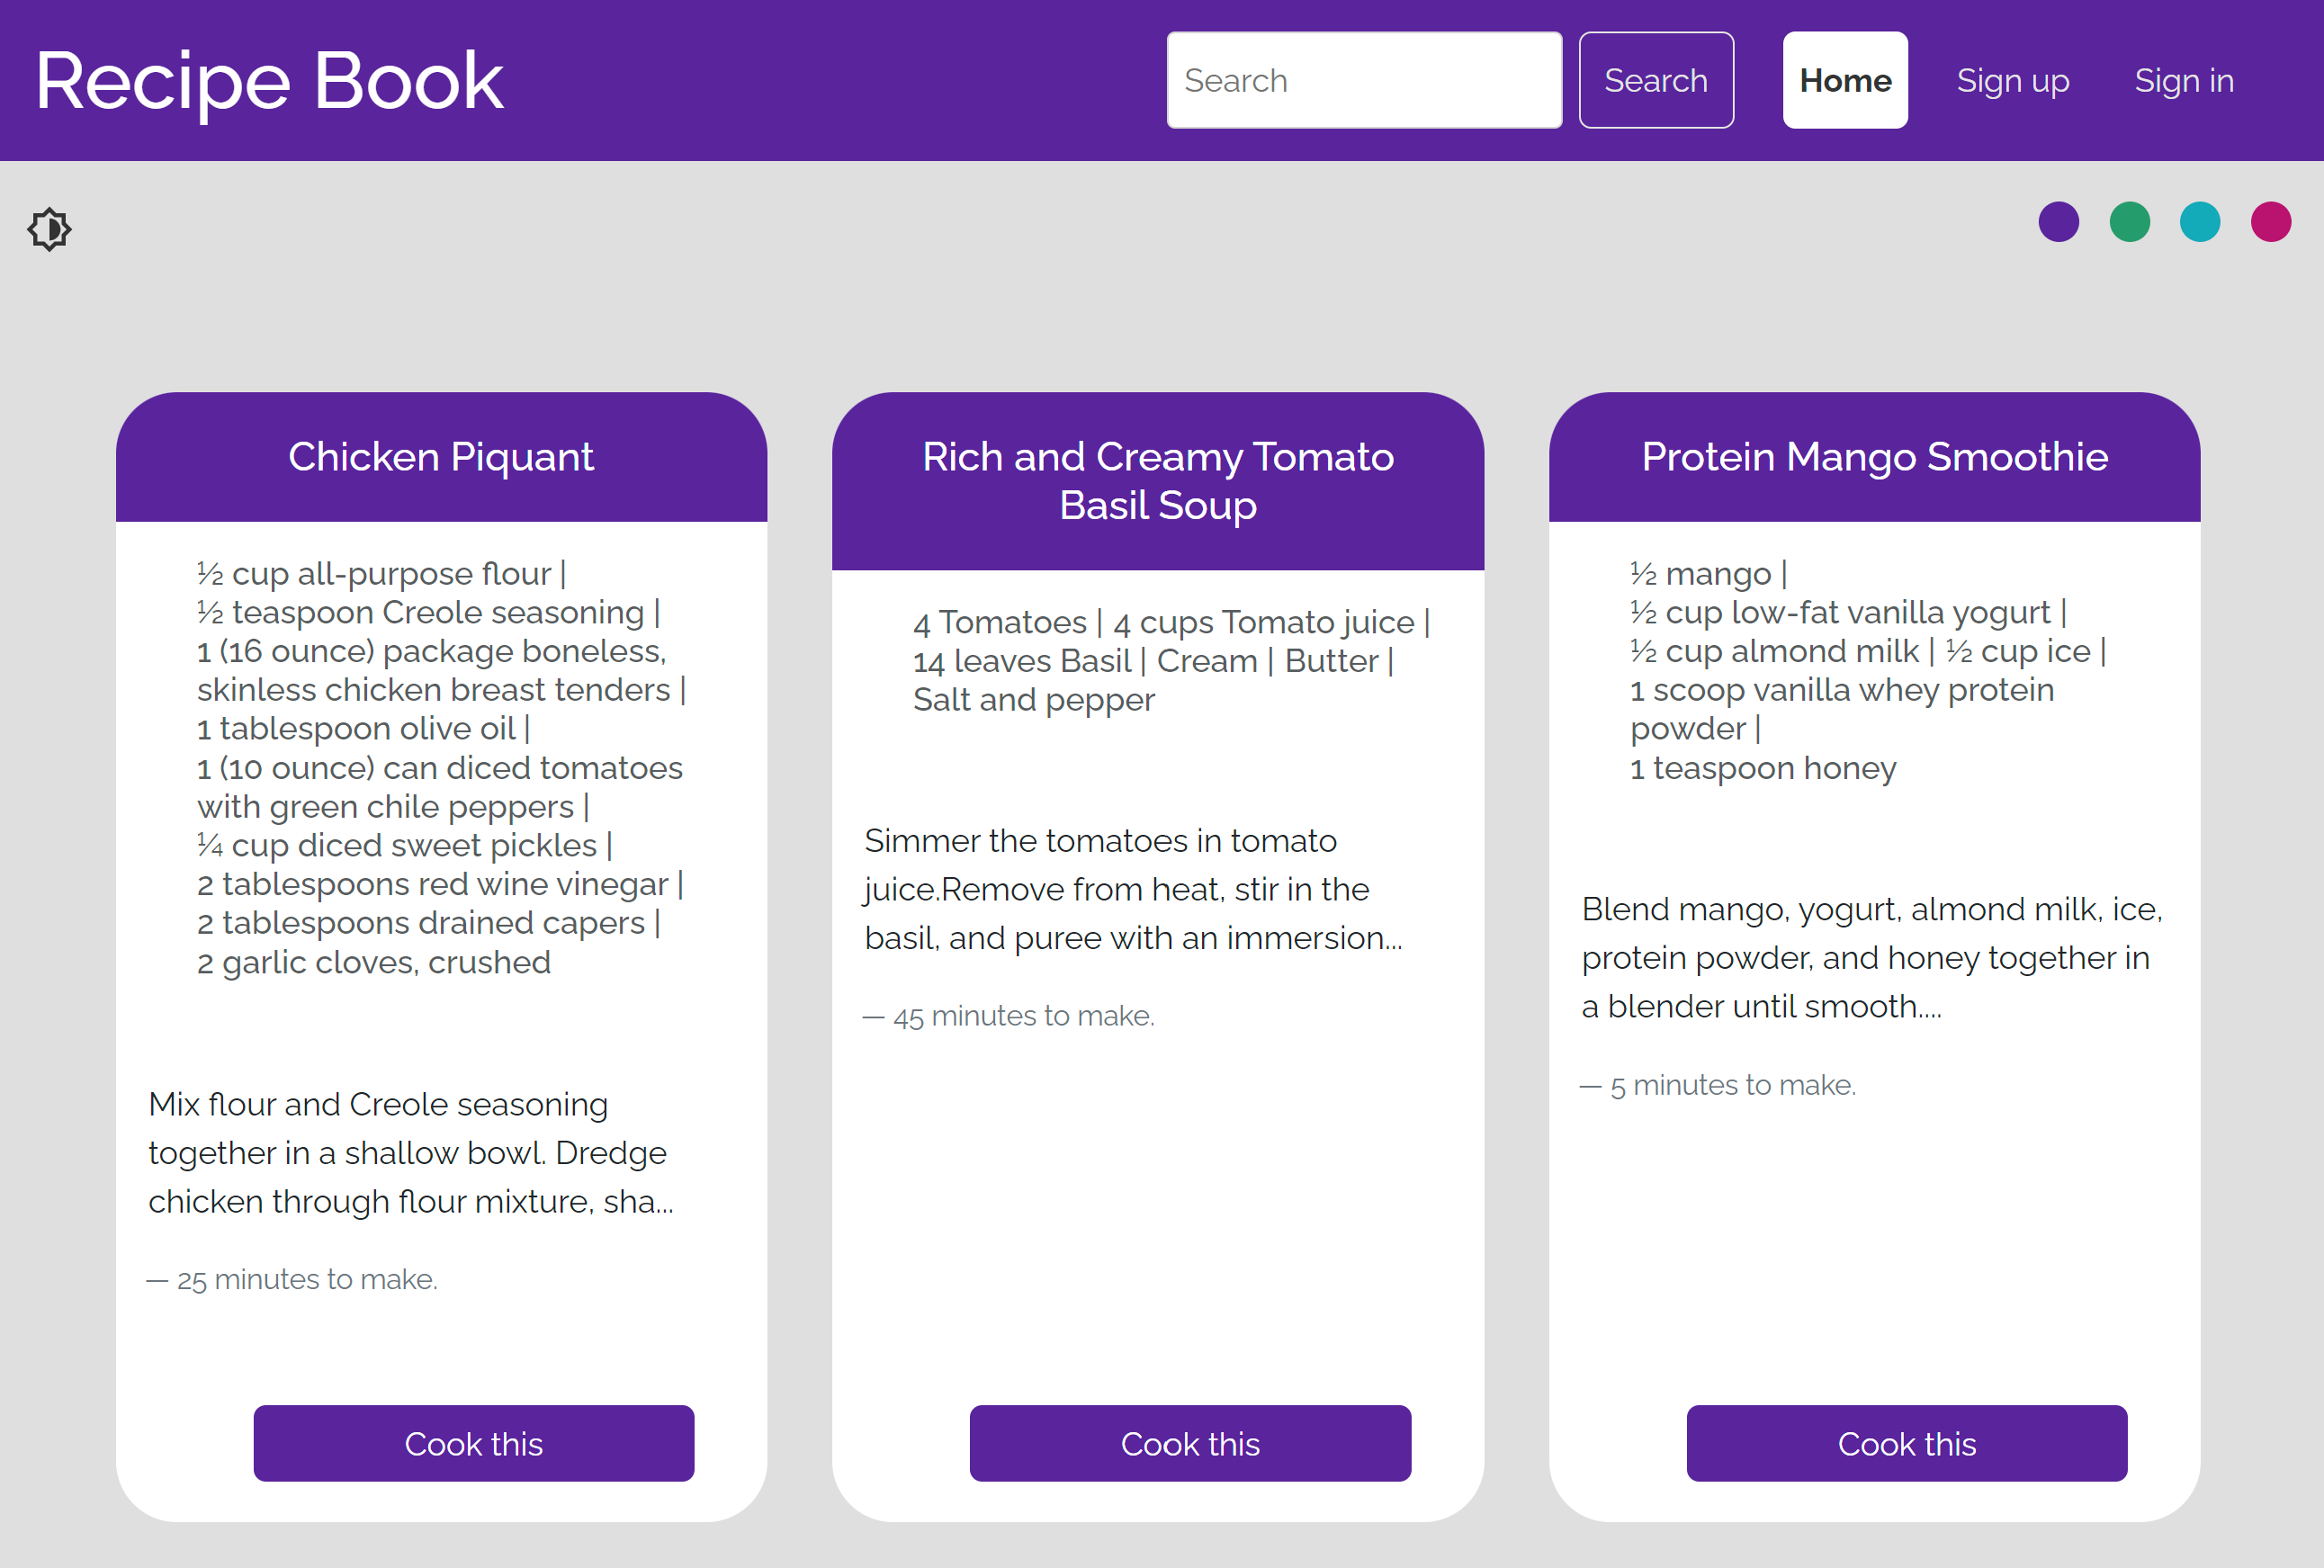 Recipe Book
Search
Search
Home
Sign up
Sign in
Chicken Piquant
½ cup all-purpose flour |
½ teaspoon Creole seasoning |
1 (16 ounce) package boneless,
skinless chicken breast tenders |
1 tablespoon olive oil |
1 (10 ounce) can diced tomatoes
with green chile peppers |
¼ cup diced sweet pickles |
2 tablespoons red wine vinegar |
2 tablespoons drained capers |
2 garlic cloves, crushed
Mix flour and Creole seasoning
together in a shallow bowl. Dredge
chicken through flour mixture, sha...
— 25 minutes to make.
Cook this
Rich and Creamy Tomato
Basil Soup
4 Tomatoes | 4 cups Tomato juice |
14 leaves Basil | Cream | Butter |
Salt and pepper
Simmer the tomatoes in tomato
juice.Remove from heat, stir in the
basil, and puree with an immersion...
— 45 minutes to make.
Cook this
Protein Mango Smoothie
½ mango |
½ cup low-fat vanilla yogurt |
½ cup almond milk | ½ cup ice |
1 scoop vanilla whey protein
powder |
1 teaspoon honey
Blend mango, yogurt, almond milk, ice,
protein powder, and honey together in
a blender until smooth....
— 5 minutes to make.
Cook this